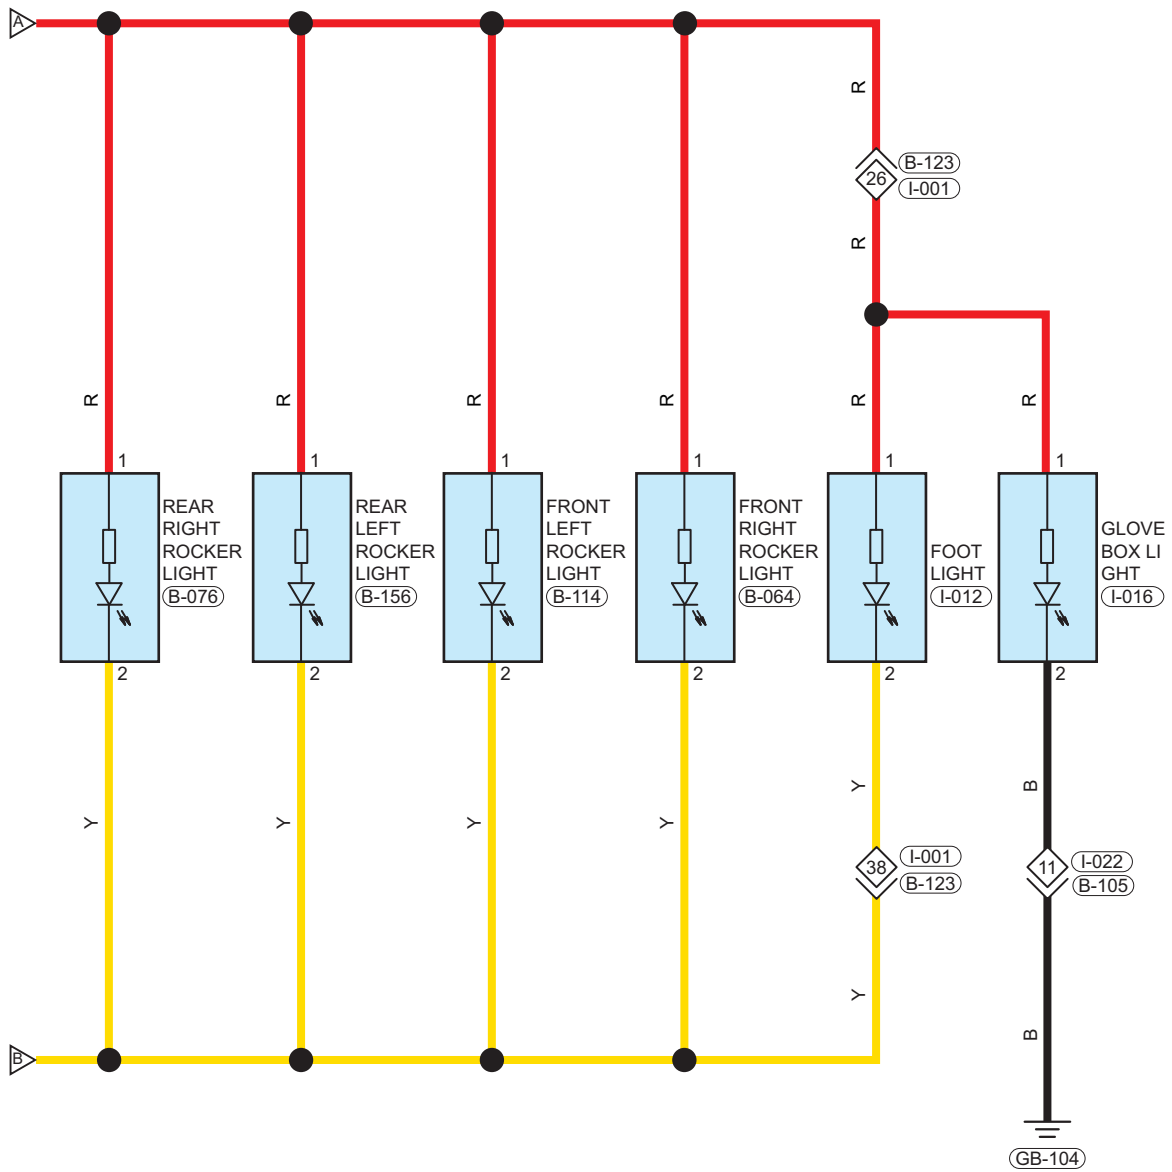 A
R
B-123
26
I-001
R
R
R
R
R
R
R
1
1
1
1
1
1
REAR
RIGHT
ROCKER
LIGHT
B-076
REAR
LEFT
ROCKER
LIGHT
B-156
FRONT
LEFT
ROCKER
LIGHT
B-114
FRONT
RIGHT
ROCKER
LIGHT
B-064
FOOT
LIGHT
I-012
GLOVE
BOX LI
GHT
I-016
2
2
2
2
2
2
Y
Y
Y
Y
Y
B
38
I-001
B-123
11
I-022
B-105
Y
B
B
GB-104